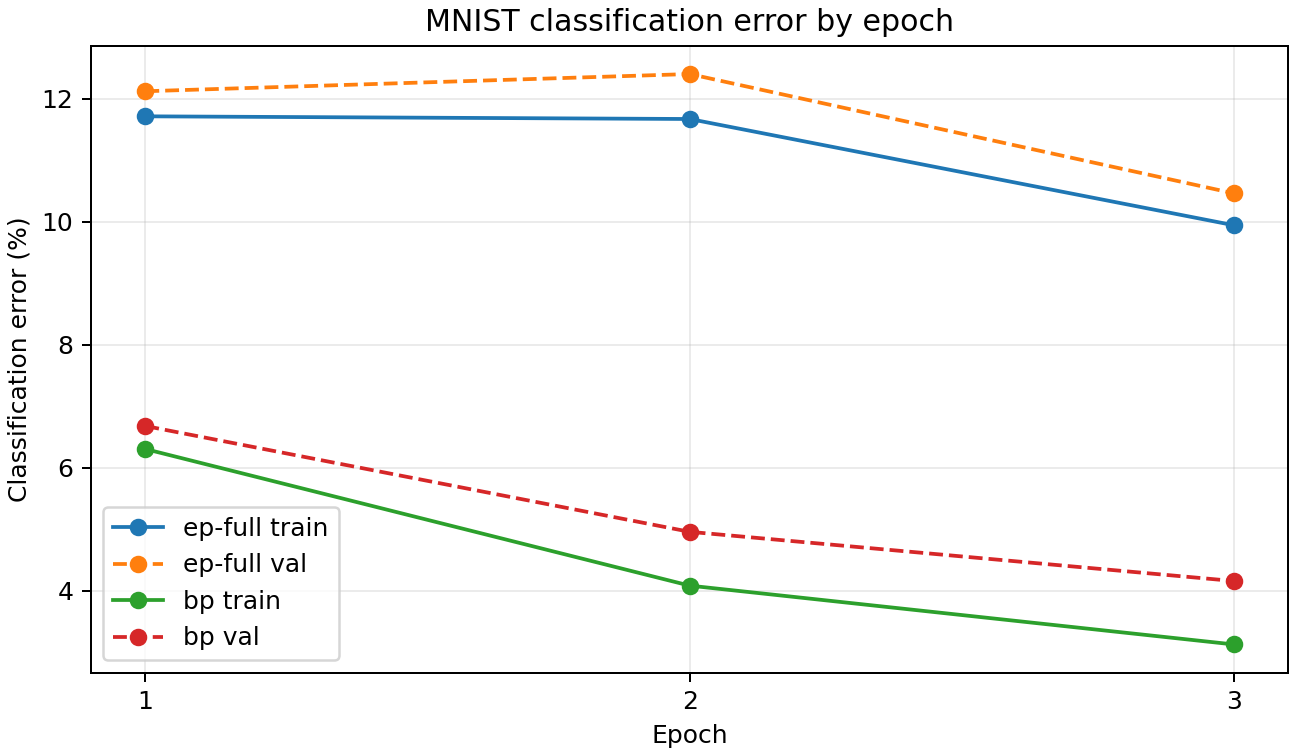 MNIST classification error by epoch
Classification error (%)
12
10
8
6
4
ep-full train
ep-full val
bp train
bp val
1
2
3
Epoch